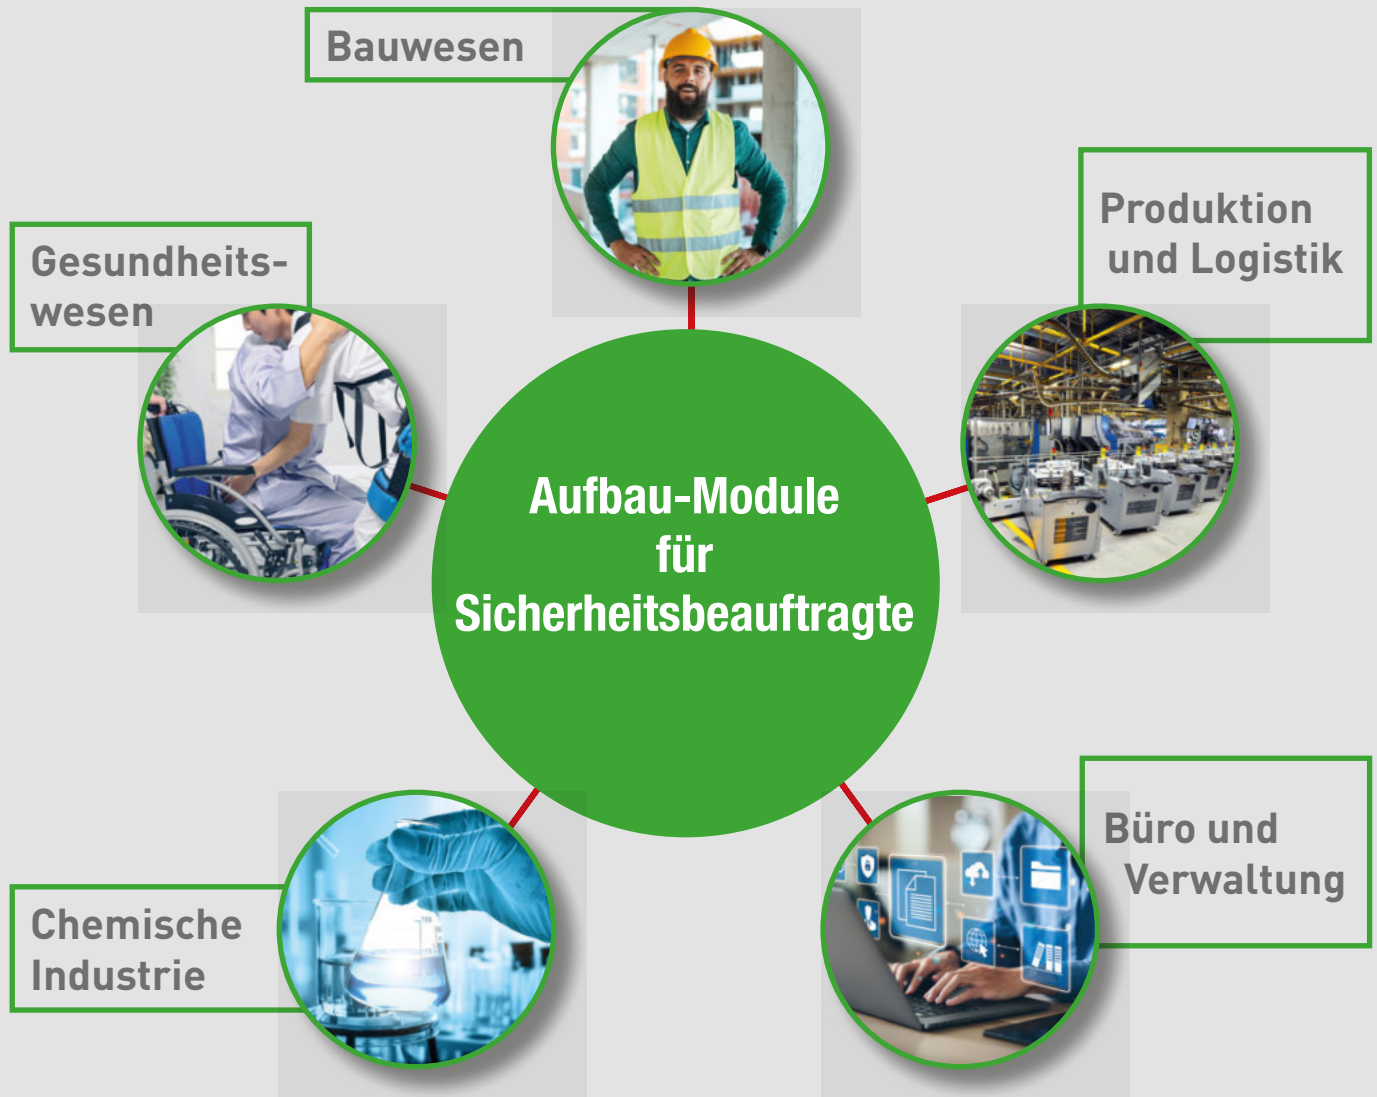 Bauwesen
Produktion
und Logistik
Gesundheits-
wesen
Aufbau-Module
für
Sicherheitsbeauftragte
Büro und
Verwaltung
Chemische
Industrie